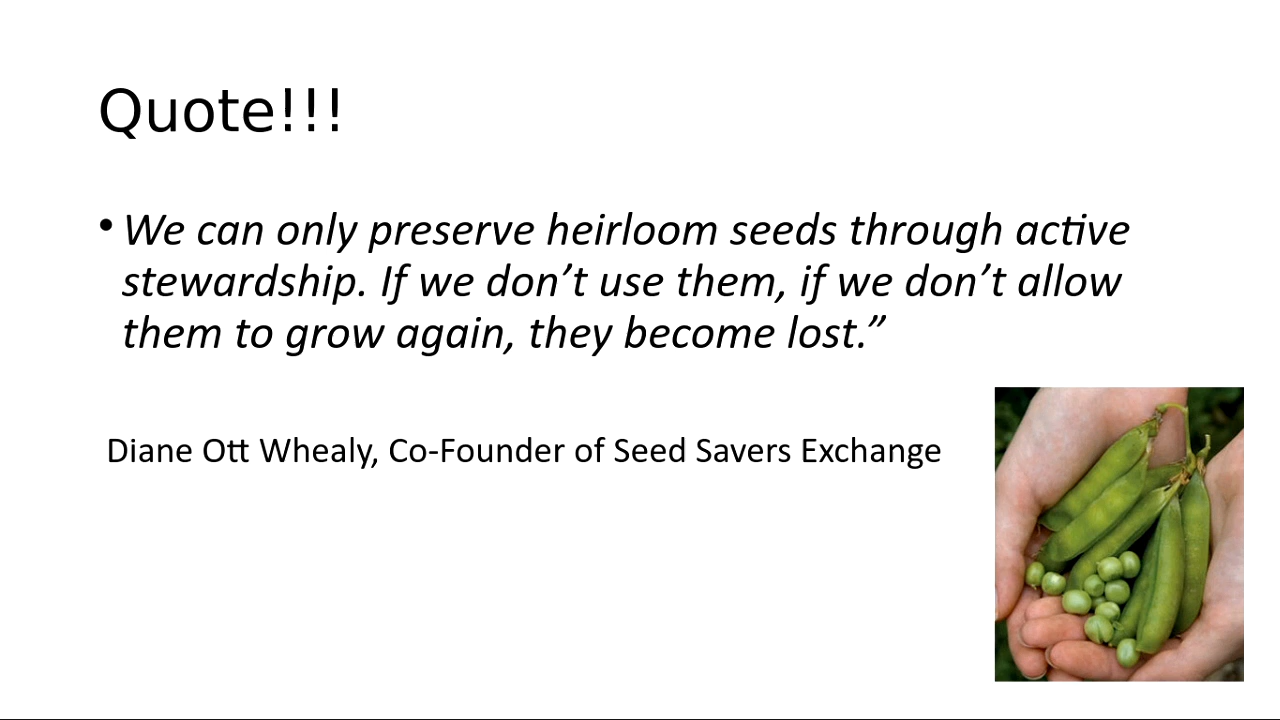 Quote!!!
• We can only preserve heirloom seeds through active
stewardship. If we don’t use them, if we don’t allow
them to grow again, they become lost.”
Diane Ott Whealy, Co-Founder of Seed Savers Exchange